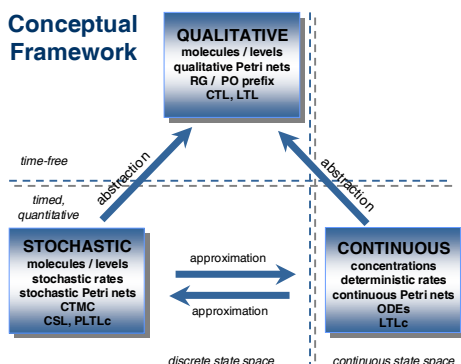 Conceptual
Framework
QUALITATIVE
molecules / levels
qualitative Petri nets
RG / PO prefix
CTL, LTL
time-free
abstraction
abstraction
timed,
quantitative
STOCHASTIC
molecules / levels
stochastic rates
stochastic Petri nets
CTMC
CSL, PLTLc
approximation
approximation
CONTINUOUS
concentrations
deterministic rates
continuous Petri nets
ODEs
LTLc
discrete state space
continuous state space